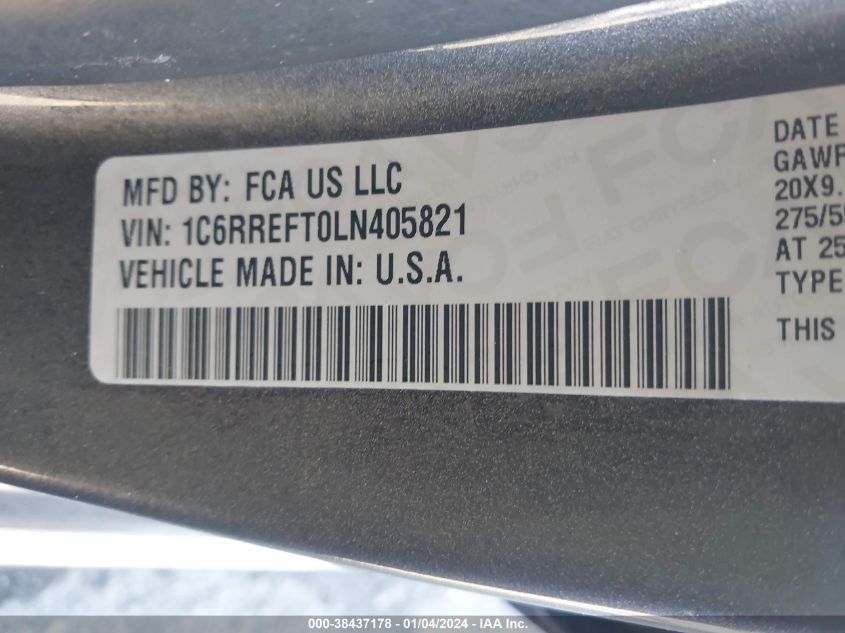 MFD BY: FCA US LLC
VIN: 1C6RREFT0LN405821
VEHICLE MADE IN: U.S.A.
DATE
GAWR
20X9.
275/5
AT 25
TYPE
THIS
000-38437178 - 01/04/2024 - IAA Inc.